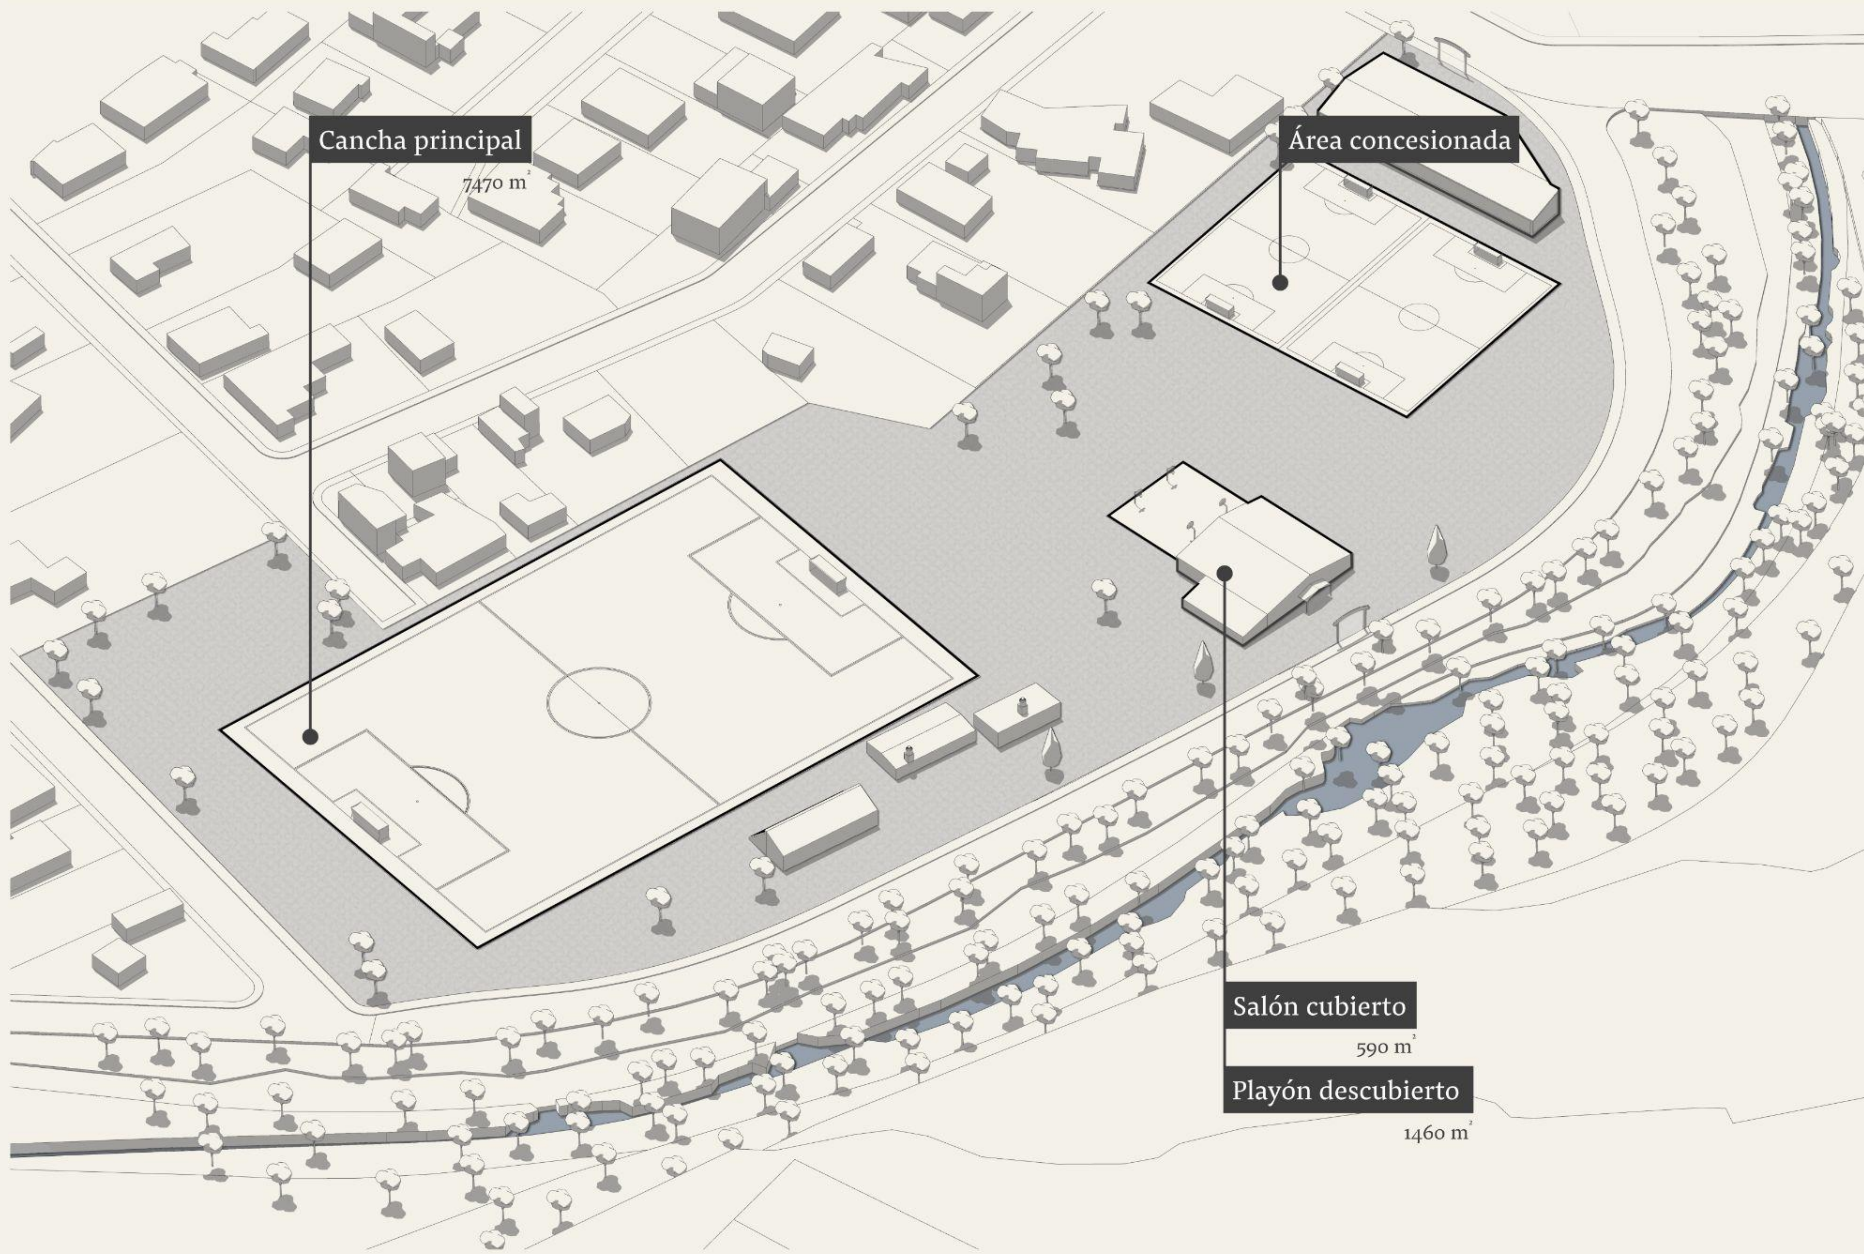 Cancha principal
7470 m²
Área concesionada
Salón cubierto
590 m²
Playón descubierto
1460 m²